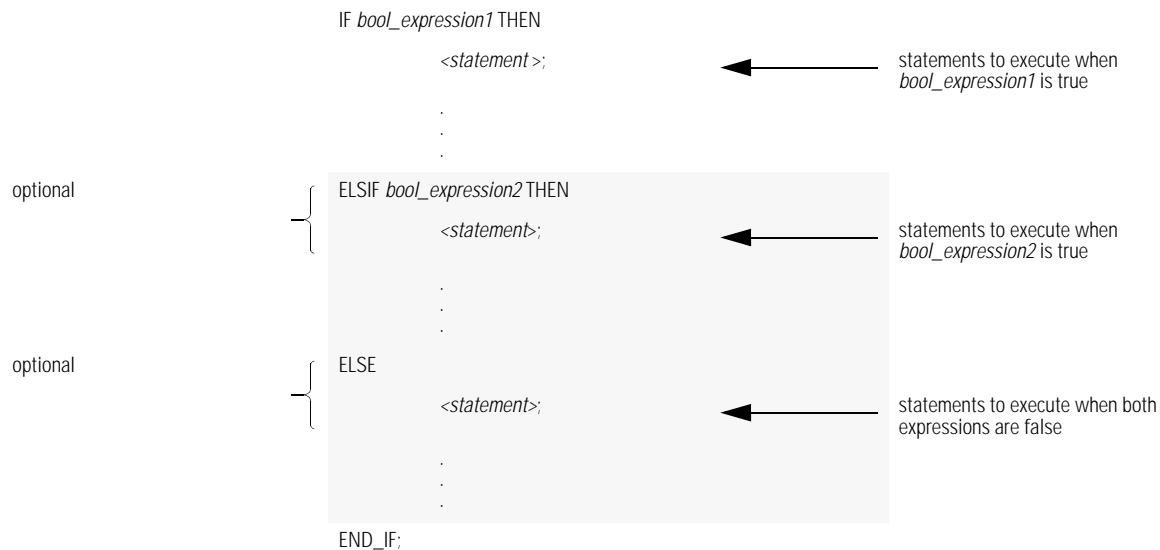 IF bool_expression1 THEN
<statement >;
statements to execute when
bool_expression1 is true
.
.
.
optional
ELSIF bool_expression2 THEN
<statement>;
statements to execute when
bool_expression2 is true
.
.
.
optional
ELSE
<statement>;
statements to execute when both
expressions are false
.
.
.
END_IF;